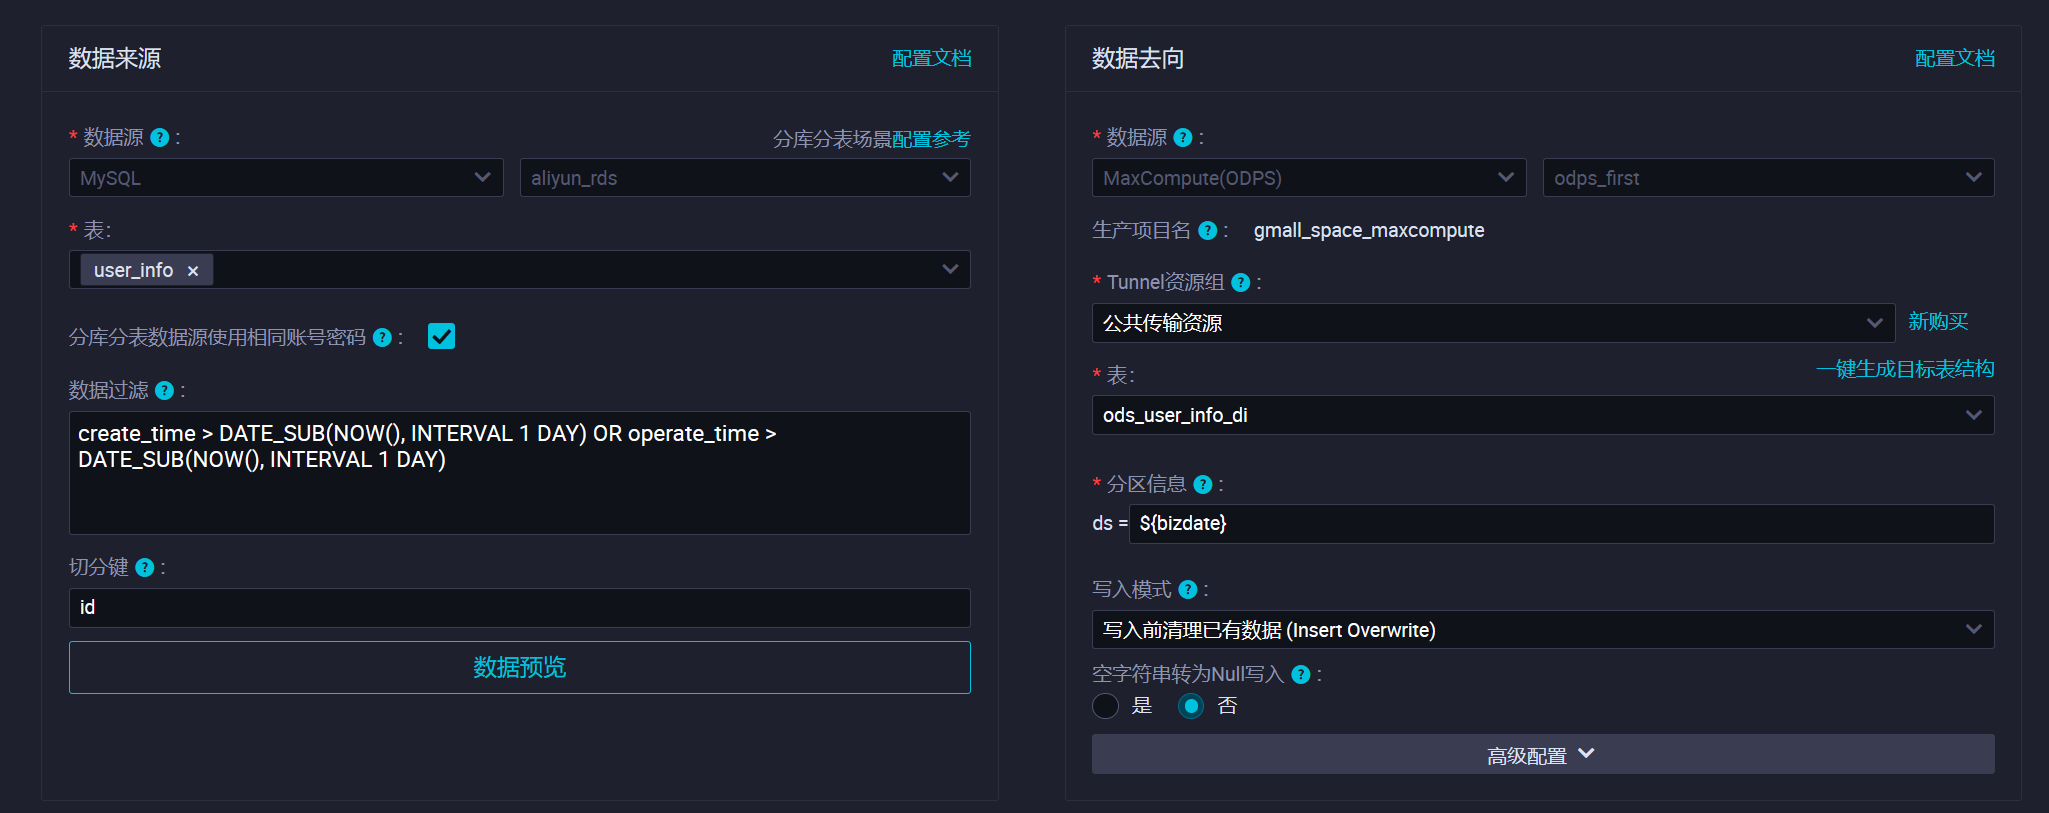 数据来源
配置文档
* 数据源 ? :
分库分表场景配置参考
MySQL
aliyun_rds
* 表:
user_info ×
分库分表数据源使用相同账号密码 ? :
数据过滤 ? :
create_time > DATE_SUB(NOW(), INTERVAL 1 DAY) OR operate_time >
DATE_SUB(NOW(), INTERVAL 1 DAY)
切分键 ? :
id
数据预览
数据去向
配置文档
* 数据源 ? :
MaxCompute(ODPS)
odps_first
生产项目名 ? : gmall_space_maxcompute
* Tunnel资源组 ? :
公共传输资源
新购买
* 表:
一键生成目标表结构
ods_user_info_di
* 分区信息 ? :
ds = ${bizdate}
写入模式 ? :
写入前清理已有数据 (Insert Overwrite)
空字符串转为Null写入 ? :
是 否
高级配置